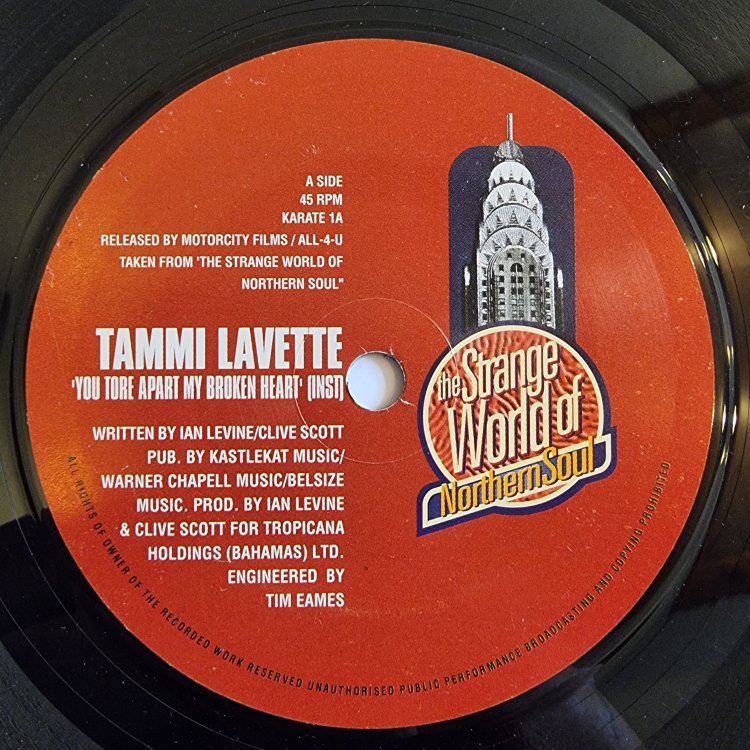 A SIDE
45 RPM
KARATE 1A
RELEASED BY MOTORCITY FILMS / ALL-4-U
TAKEN FROM 'THE STRANGE WORLD OF
NORTHERN SOUL"
TAMMI LAVETTE
'YOU TORE APART MY BROKEN HEART' (INST)
WRITTEN BY IAN LEVINE/CLIVE SCOTT
PUB. BY KASTLEKAT MUSIC/
WARNER CHAPELL MUSIC/BELSIZE
MUSIC. PROD. BY IAN LEVINE
& CLIVE SCOTT FOR TROPICANA
HOLDINGS (BAHAMAS) LTD.
ENGINEERED BY
TIM EAMES
the Strange
World of
Northern Soul
ALL RIGHTS OF OWNER OF THE RECORDED WORK RESERVED UNAUTHORISED PUBLIC PERFORMANCE BROADCASTING AND COPYING PROHIBITED